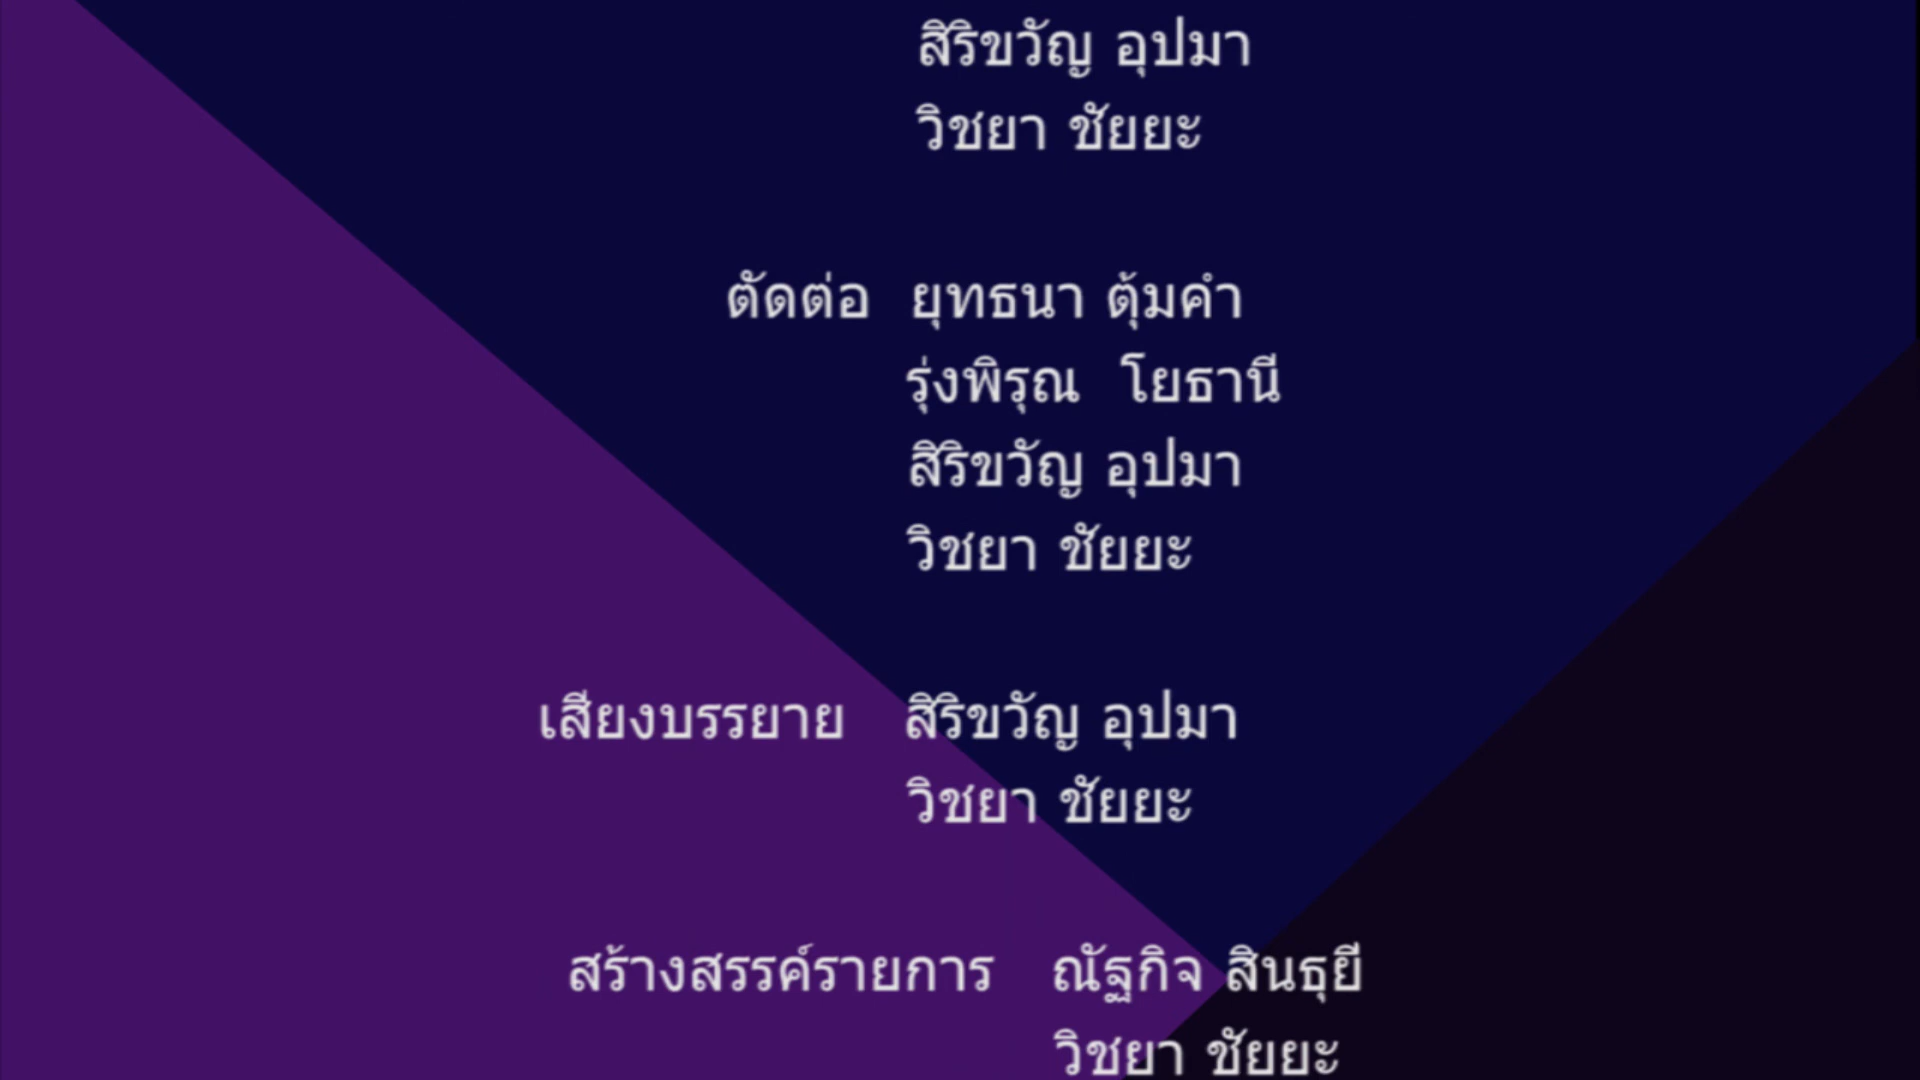 สิริขวัญ อุปมา
วิชยา ชัยยะ
ตัดต่อ ยุทธนา ตุ้มคำ
รุ่งพิรุณ โยธานี
สิริขวัญ อุปมา
วิชยา ชัยยะ
เสียงบรรยาย สิริขวัญ อุปมา
วิชยา ชัยยะ
สร้างสรรค์รายการ ณัฐกิจ สินธุยี
วิชยา ชัยยะ